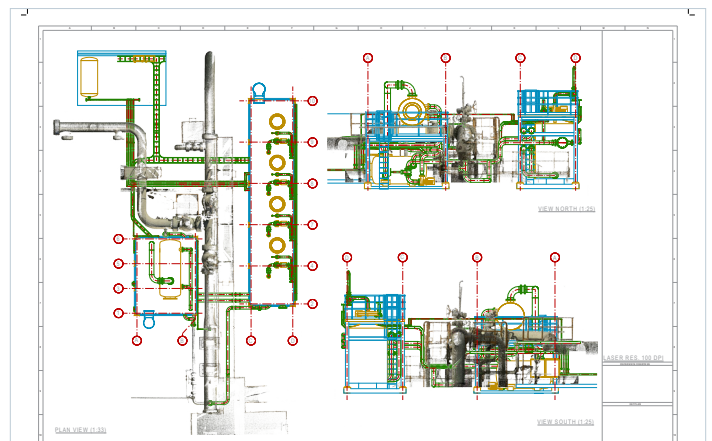 VIEW NORTH (1:25)
LASER RES. 100 DPI
PLAN VIEW (1:33)
VIEW SOUTH (1:25)